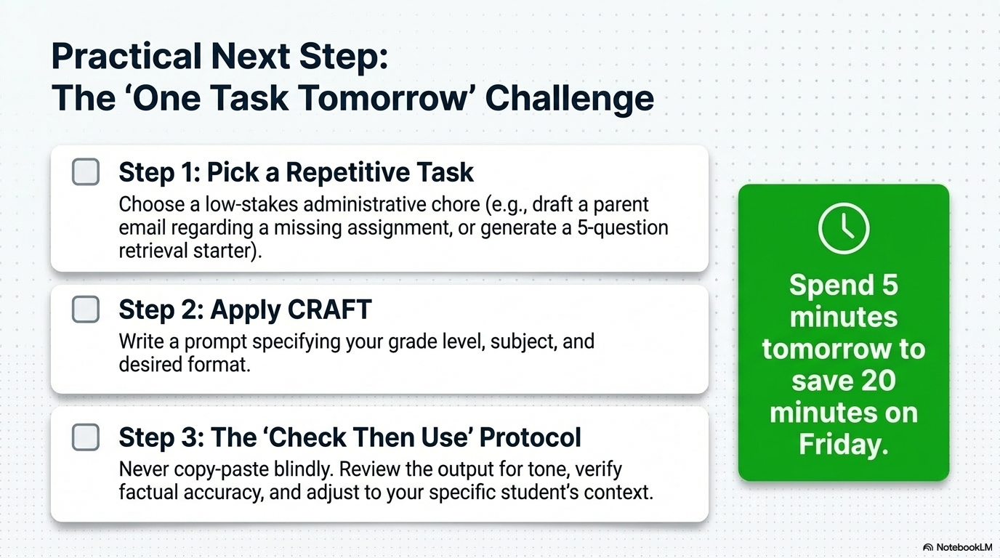 Practical Next Step:
The ‘One Task Tomorrow’ Challenge
Step 1: Pick a Repetitive Task
Choose a low-stakes administrative chore (e.g., draft a parent
email regarding a missing assignment, or generate a 5-question
retrieval starter).
Step 2: Apply CRAFT
Write a prompt specifying your grade level, subject, and
desired format.
Step 3: The ‘Check Then Use’ Protocol
Never copy-paste blindly. Review the output for tone, verify
factual accuracy, and adjust to your specific student’s context.
Spend 5
minutes
tomorrow to
save 20
minutes on
Friday.
NotebookLM